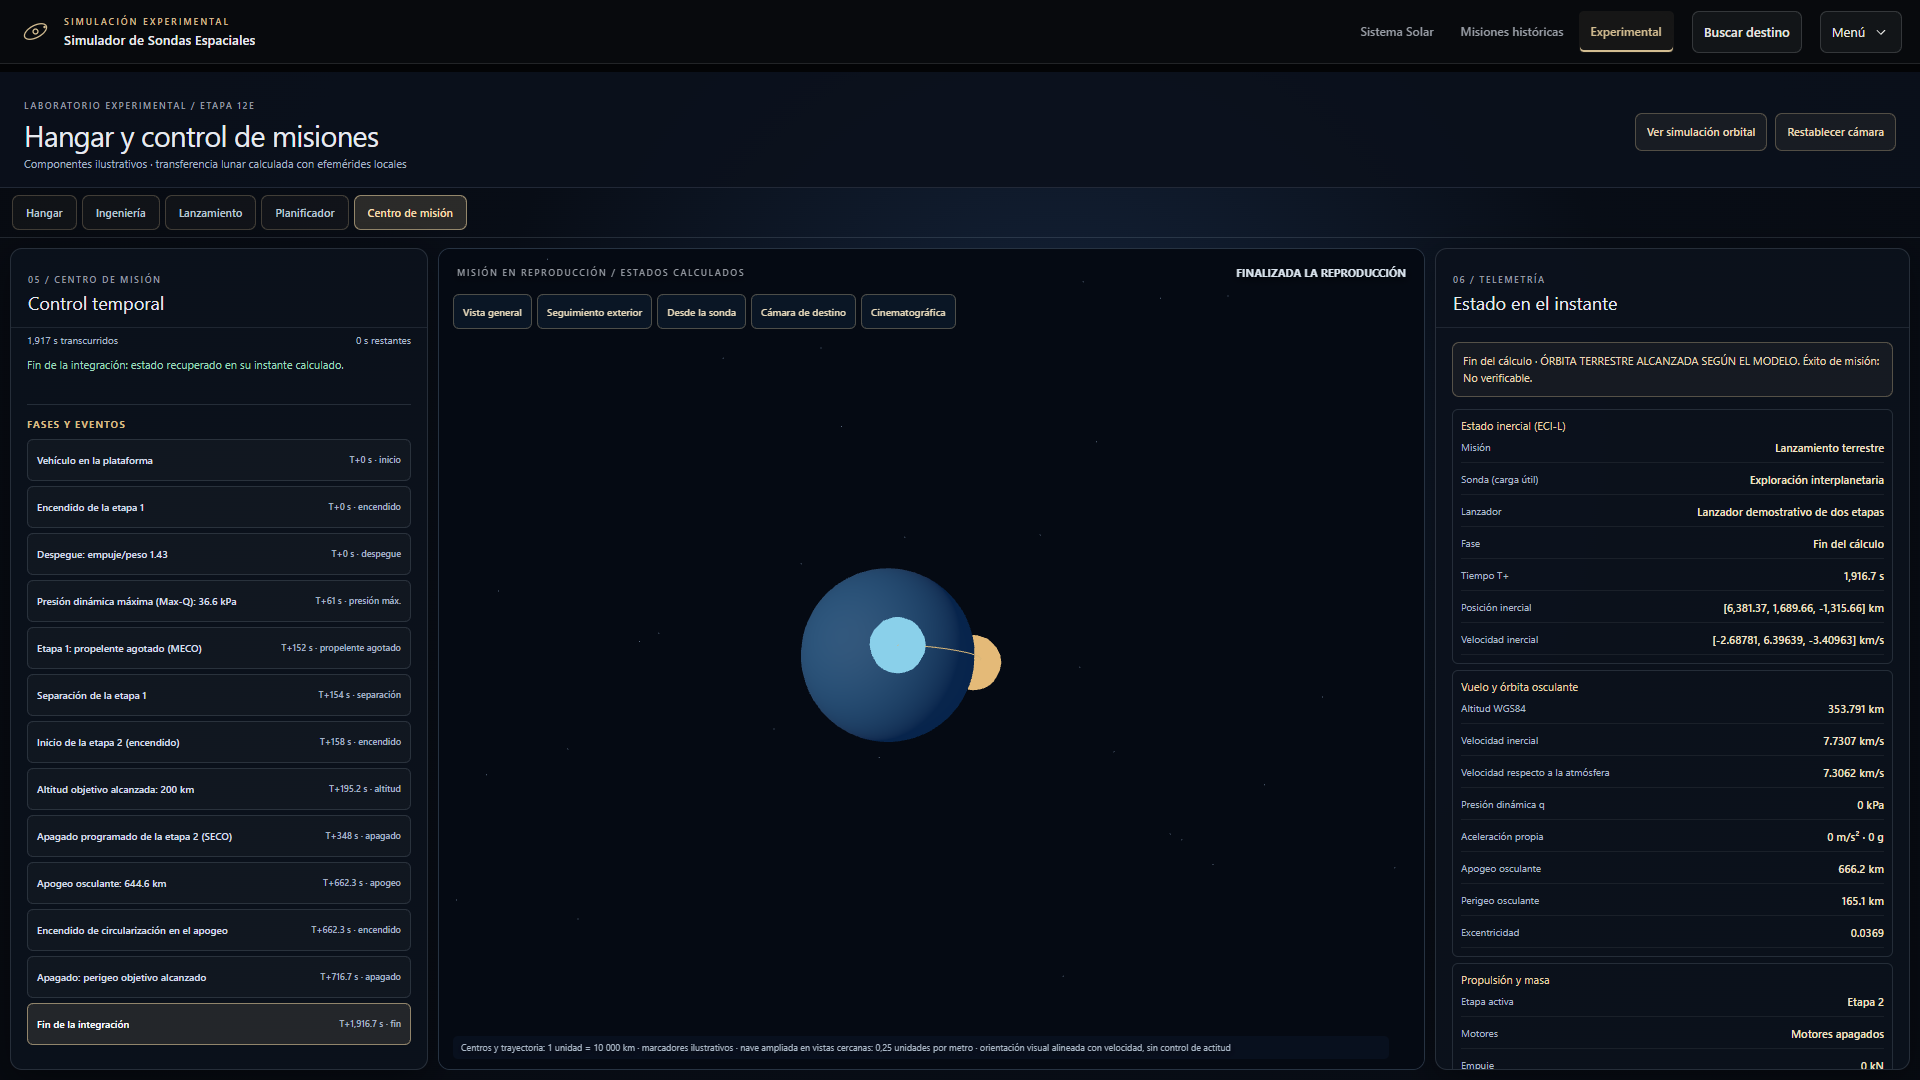 SIMULACIÓN EXPERIMENTAL
Simulador de Sondas Espaciales
Sistema Solar
Misiones históricas
Experimental
Buscar destino
Menú
LABORATORIO EXPERIMENTAL / ETAPA 12E
Hangar y control de misiones
Componentes ilustrativos · transferencia lunar calculada con efemérides locales
Ver simulación orbital
Restablecer cámara
Hangar
Ingeniería
Lanzamiento
Planificador
Centro de misión
05 / CENTRO DE MISIÓN
Control temporal
1,917 s transcurridos
0 s restantes
Fin de la integración: estado recuperado en su instante calculado.
FASES Y EVENTOS
Vehículo en la plataforma T+0 s · inicio
Encendido de la etapa 1 T+0 s · encendido
Despegue: empuje/peso 1.43 T+0 s · despegue
Presión dinámica máxima (Max-Q): 36.6 kPa T+61 s · presión máx.
Etapa 1: propelente agotado (MECO) T+152 s · propelente agotado
Separación de la etapa 1 T+154 s · separación
Inicio de la etapa 2 (encendido) T+158 s · encendido
Altitud objetivo alcanzada: 200 km T+195.2 s · altitud
Apagado programado de la etapa 2 (SECO) T+348 s · apagado
Apogeo osculante: 644.6 km T+662.3 s · apogeo
Encendido de circularización en el apogeo T+662.3 s · encendido
Apagado: perigeo objetivo alcanzado T+716.7 s · apagado
Fin de la integración T+1,916.7 s · fin
MISIÓN EN REPRODUCCIÓN / ESTADOS CALCULADOS
FINALIZADA LA REPRODUCCIÓN
Vista general
Seguimiento exterior
Desde la sonda
Cámara de destino
Cinematográfica
Centros y trayectoria: 1 unidad = 10 000 km · marcadores ilustrativos · nave ampliada en vistas cercanas: 0,25 unidades por metro · orientación visual alineada con velocidad, sin control de actitud
06 / TELEMETRÍA
Estado en el instante
Fin del cálculo · ÓRBITA TERRESTRE ALCANZADA SEGÚN EL MODELO. Éxito de misión:
No verificable.
Estado inercial (ECI-L)
Misión Lanzamiento terrestre
Sonda (carga útil) Exploración interplanetaria
Lanzador Lanzador demostrativo de dos etapas
Fase Fin del cálculo
Tiempo T+ 1,916.7 s
Posición inercial [6,381.37, 1,689.66, -1,315.66] km
Velocidad inercial [-2.68781, 6.39639, -3.40963] km/s
Vuelo y órbita osculante
Altitud WGS84 353.791 km
Velocidad inercial 7.7307 km/s
Velocidad respecto a la atmósfera 7.3062 km/s
Presión dinámica q 0 kPa
Aceleración propia 0 m/s² · 0 g
Apogeo osculante 666.2 km
Perigeo osculante 165.1 km
Excentricidad 0.0369
Propulsión y masa
Etapa activa Etapa 2
Motores Motores apagados
Empuje 0 kN